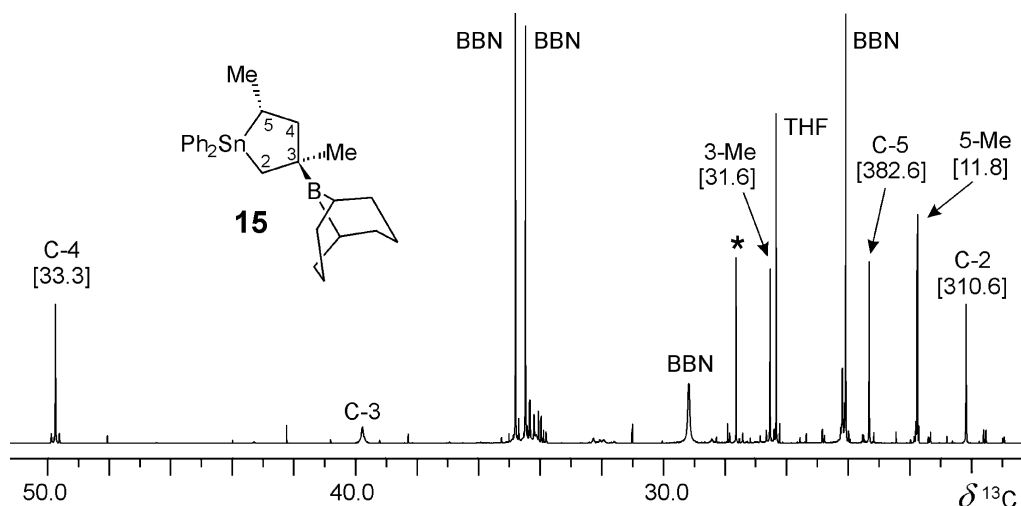 BBN
BBN
BBN
Me
5
4
Ph2Sn
2
3
Me
B
15
THF
3-Me
[31.6]
C-5
[382.6]
5-Me
[11.8]
*
C-4
[33.3]
C-2
[310.6]
BBN
C-3
50.0
40.0
30.0
δ 13C